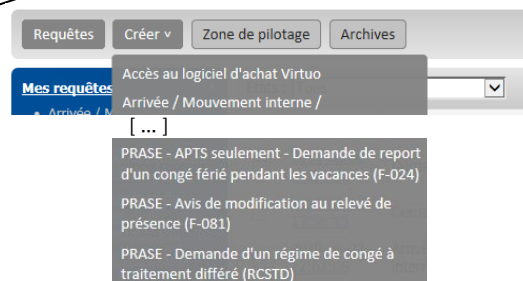 Requêtes Créer v Zone de pilotage Archives
Mes requêtes
Accès au logiciel d'achat Virtuo
Arrivée / Mouvement interne /
[ ... ]
PRASE - APTS seulement - Demande de report
d'un congé férié pendant les vacances (F-024)
PRASE - Avis de modification au relevé de
présence (F-081)
PRASE - Demande d'un régime de congé à
traitement différé (RCSTD)